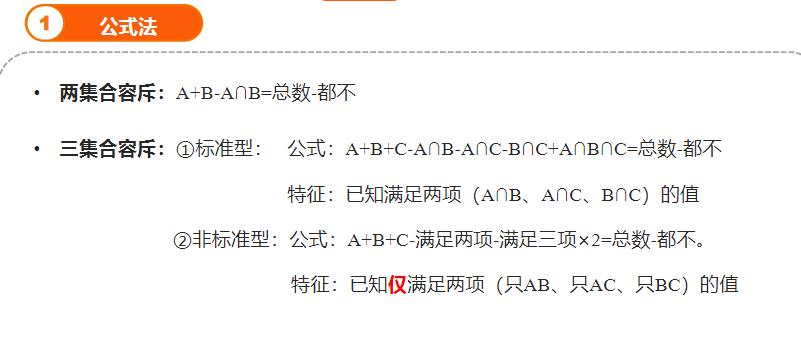 1 公式法
• 两集合容斥：A+B-A∩B=总数-都不
• 三集合容斥：①标准型： 公式：A+B+C-A∩B-A∩C-B∩C+A∩B∩C=总数-都不
特征：已知满足两项（A∩B、A∩C、B∩C）的值
②非标准型：公式：A+B+C-满足两项-满足三项×2=总数-都不。
特征：已知仅满足两项（只AB、只AC、只BC）的值